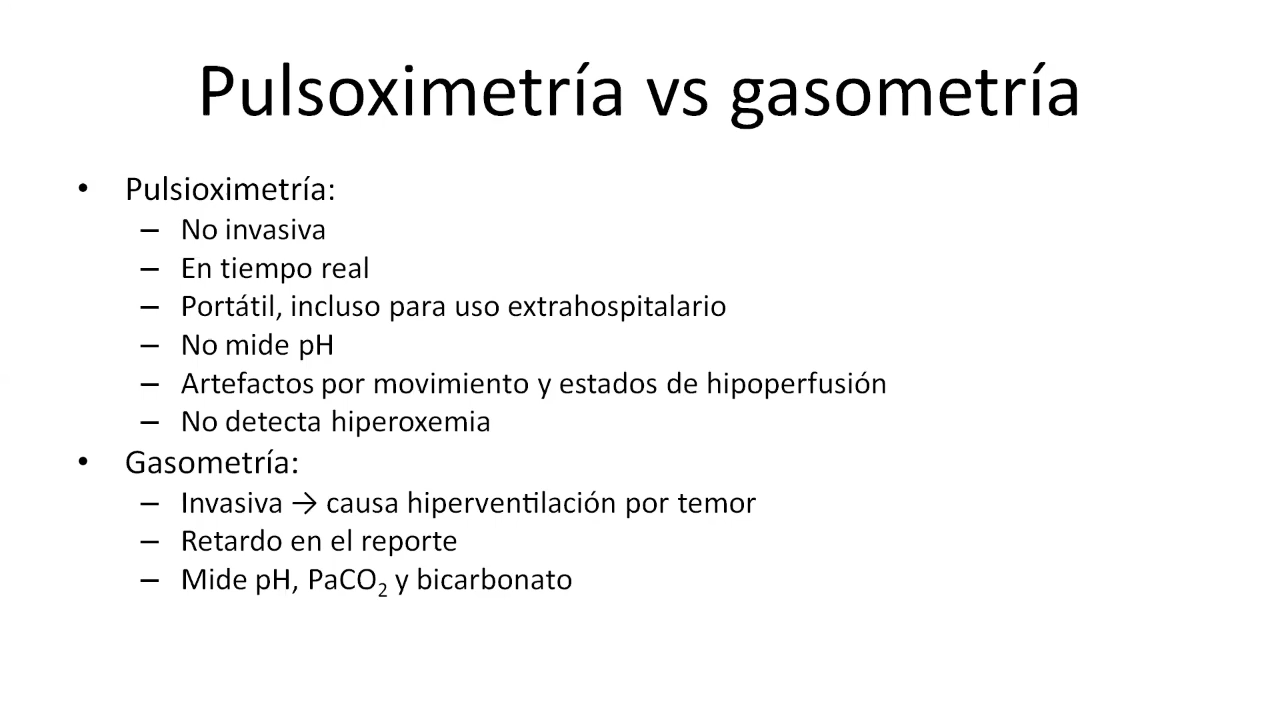 Pulsoximetría vs gasometría
• Pulsioximetría:
– No invasiva
– En tiempo real
– Portátil, incluso para uso extrahospitalario
– No mide pH
– Artefactos por movimiento y estados de hipoperfusión
– No detecta hiperoxemia
• Gasometría:
– Invasiva → causa hiperventilación por temor
– Retardo en el reporte
– Mide pH, PaCO₂ y bicarbonato